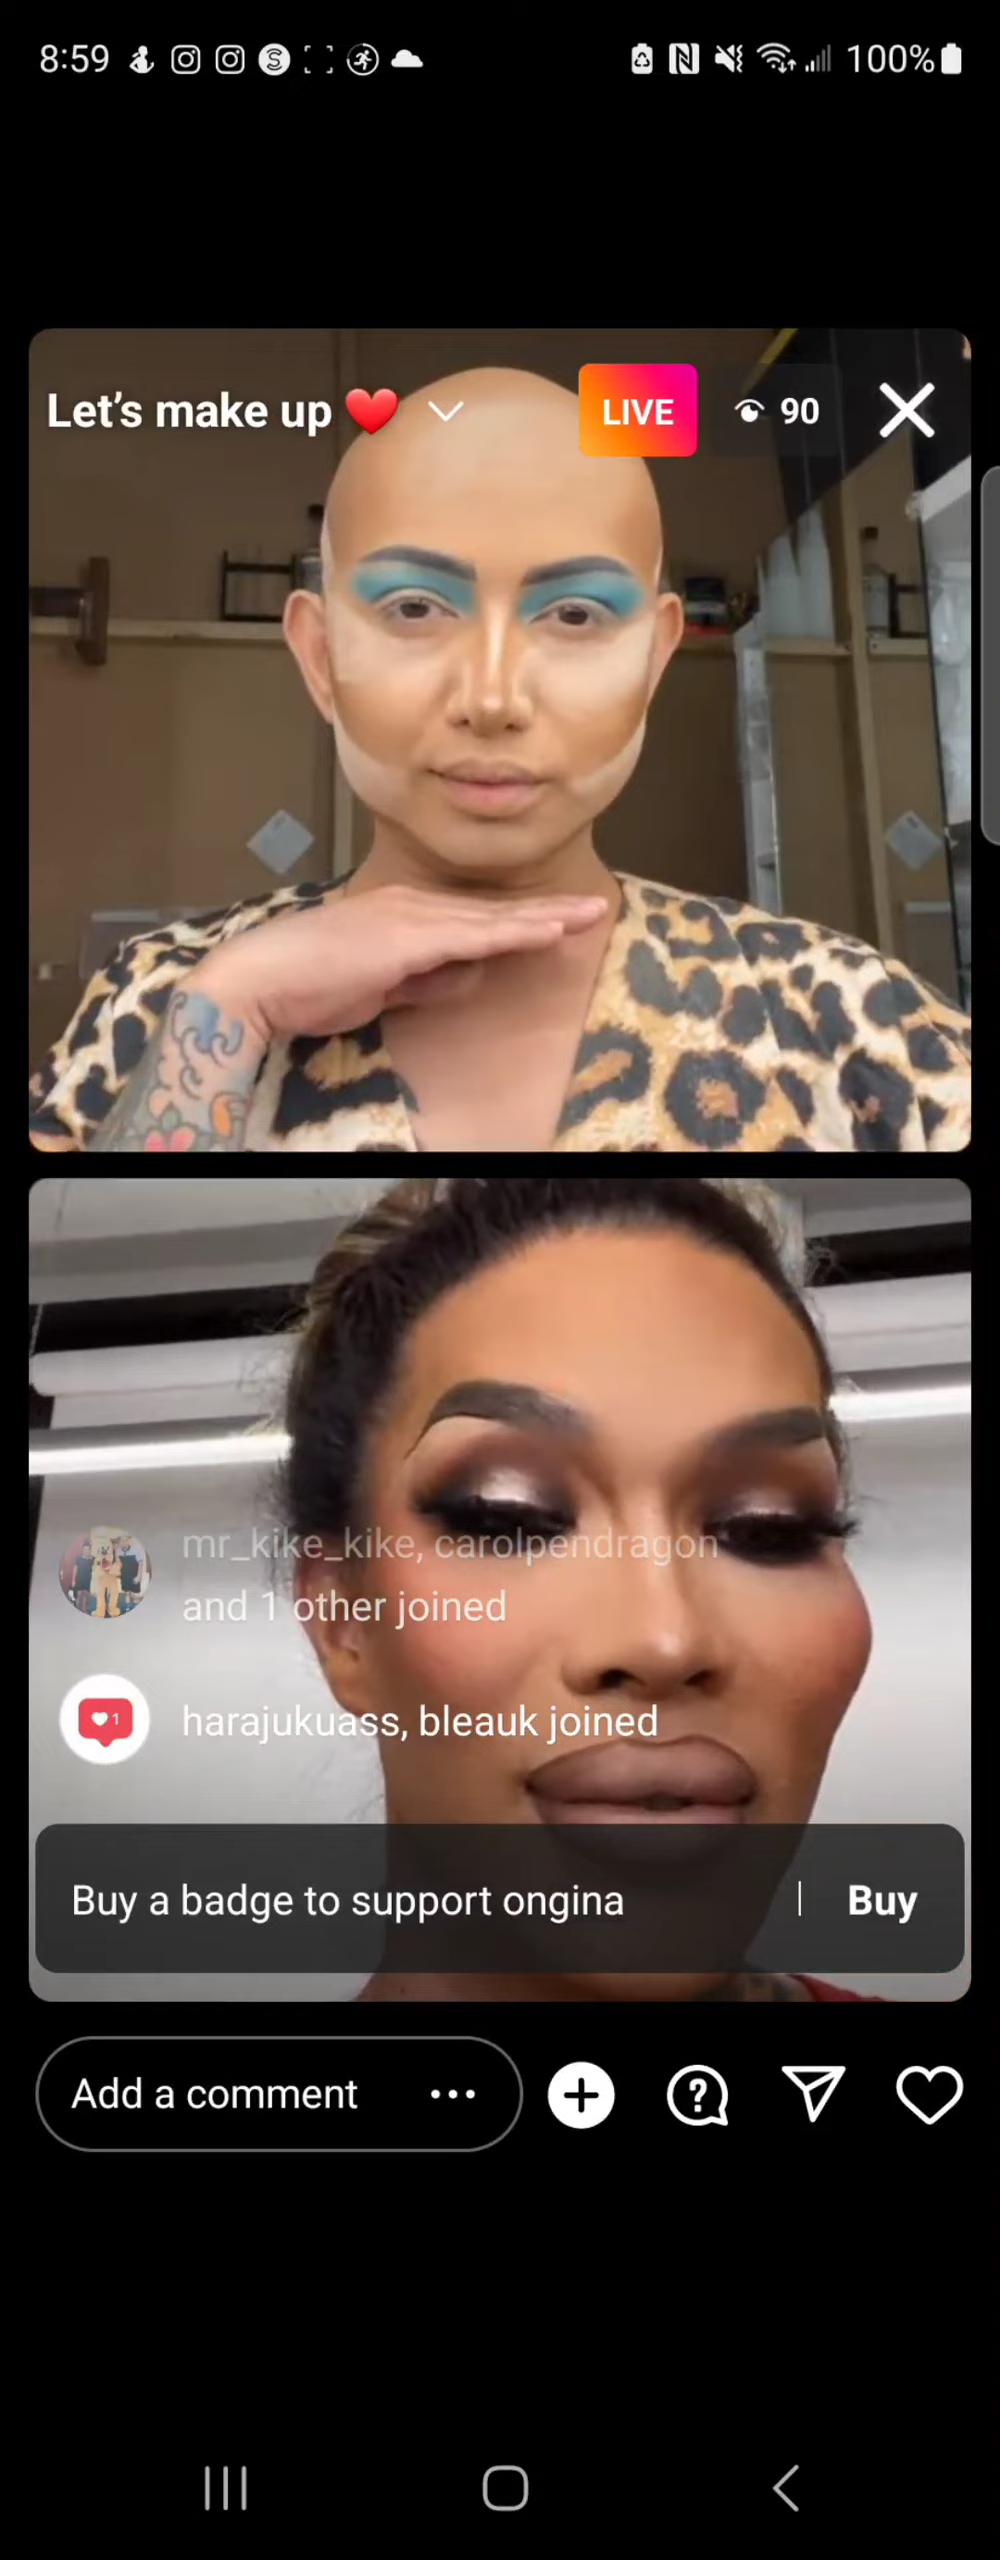 8:59 100%
Let's make up ❤️ LIVE 90
mr_kike_kike, carolpendragon
and 1 other joined
1
harajukuass, bleauk joined
Buy a badge to support ongina | Buy
Add a comment